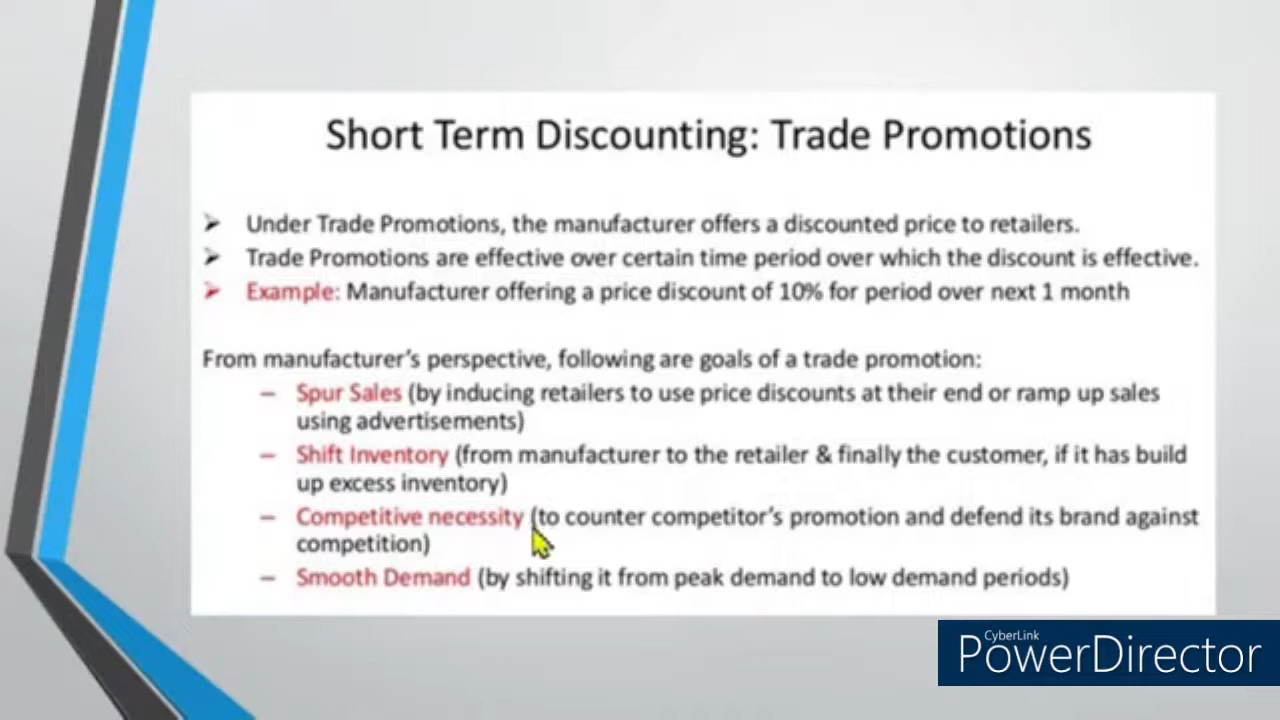 Short Term Discounting: Trade Promotions
Under Trade Promotions, the manufacturer offers a discounted price to retailers.
Trade Promotions are effective over certain time period over which the discount is effective.
Example: Manufacturer offering a price discount of 10% for period over next 1 month
From manufacturer's perspective, following are goals of a trade promotion:
– Spur Sales (by inducing retailers to use price discounts at their end or ramp up sales
using advertisements)
– Shift Inventory (from manufacturer to the retailer & finally the customer, if it has build
up excess inventory)
– Competitive necessity (to counter competitor's promotion and defend its brand against
competition)
– Smooth Demand (by shifting it from peak demand to low demand periods)
CyberLink
PowerDirector